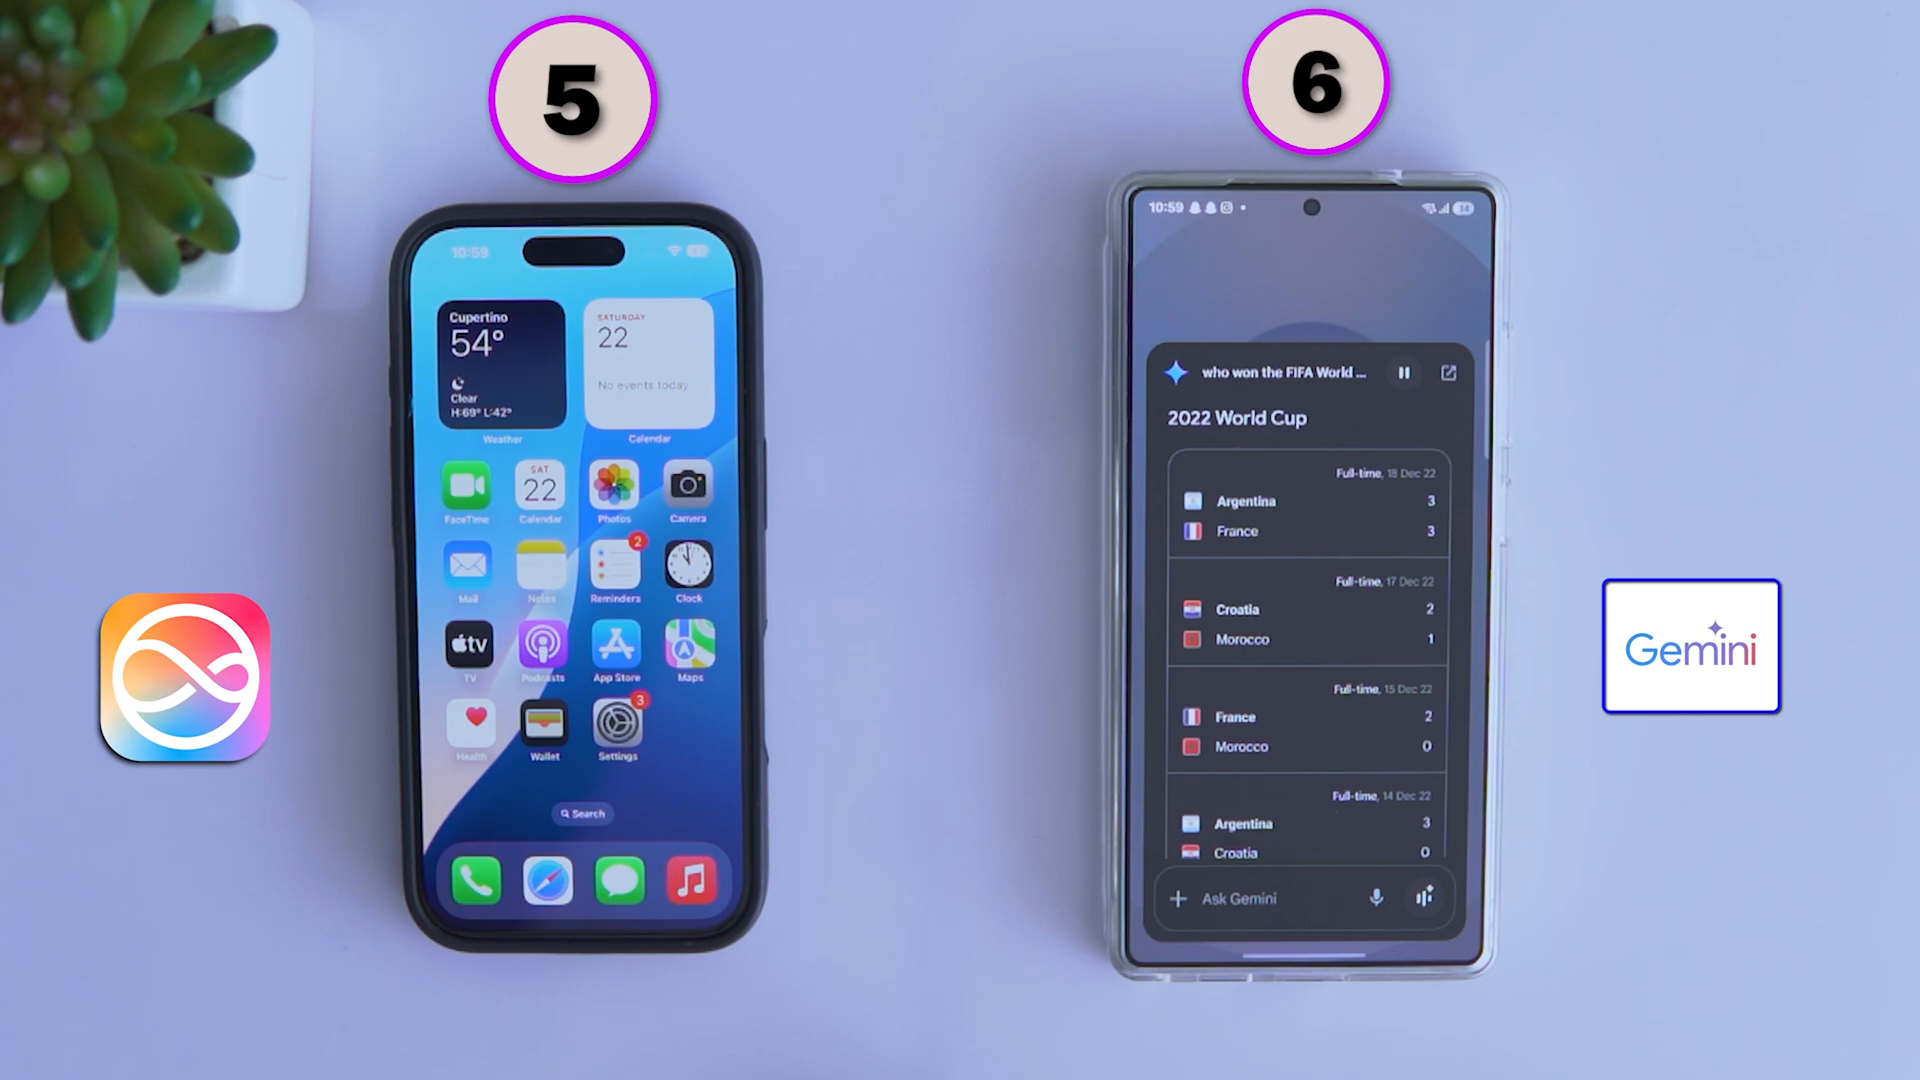 5
6
10:59
Cupertino
54°
Clear
H:69° L:42°
Weather
SATURDAY
22
No events today
Calendar
FaceTime
SAT
22
Calendar
Photos
Camera
Mail
Notes
2
Reminders
Clock
tv
TV
Podcasts
App Store
Maps
Health
Wallet
3
Settings
Search
10:59
who won the FIFA World ...
2022 World Cup
Full-time, 18 Dec 22
Argentina 3
France 3
Full-time, 17 Dec 22
Croatia 2
Morocco 1
Full-time, 15 Dec 22
France 2
Morocco 0
Full-time, 14 Dec 22
Argentina 3
Croatia 0
Ask Gemini
Gemini